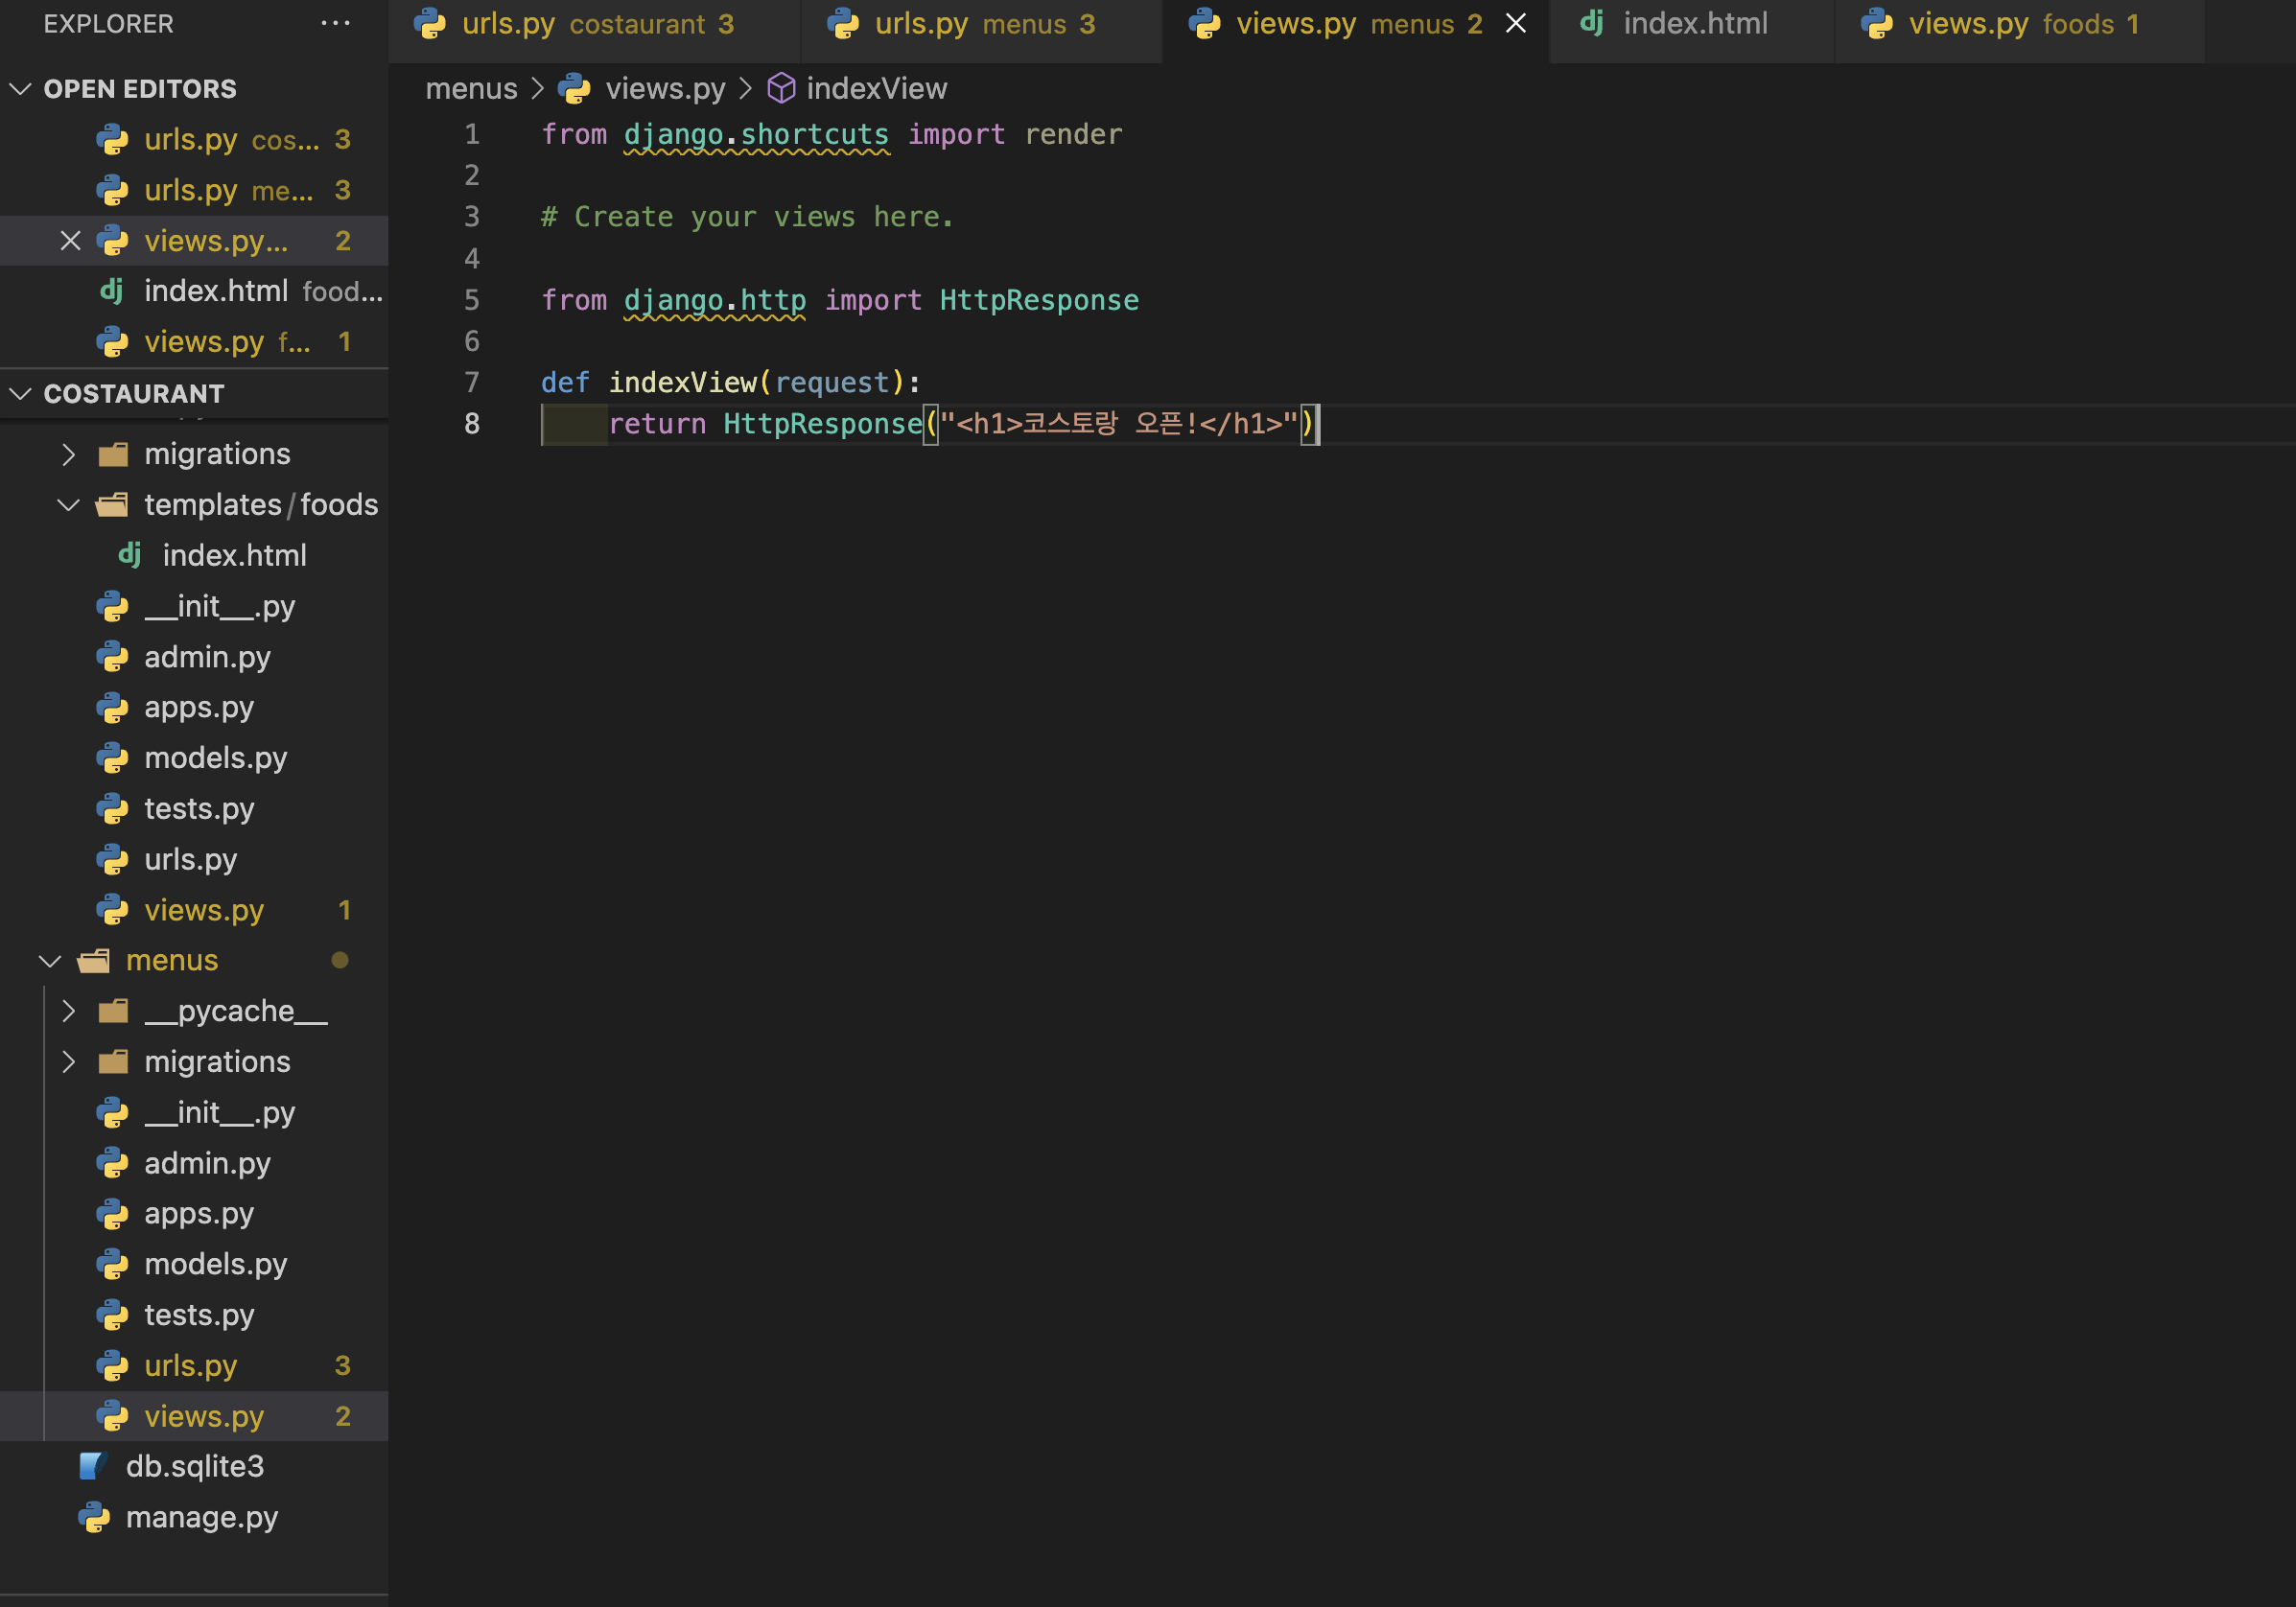 EXPLORER ...
OPEN EDITORS
urls.py cos... 3
urls.py me... 3
views.py... 2
index.html food...
views.py f... 1
COSTAURANT
migrations
templates/foods
index.html
__init__.py
admin.py
apps.py
models.py
tests.py
urls.py
views.py 1
menus
__pycache__
migrations
__init__.py
admin.py
apps.py
models.py
tests.py
urls.py 3
views.py 2
db.sqlite3
manage.py
urls.py costaurant 3 urls.py menus 3 views.py menus 2 index.html views.py foods 1
menus > views.py > indexView
1 from django.shortcuts import render
2
3 # Create your views here.
4
5 from django.http import HttpResponse
6
7 def indexView(request):
8     return HttpResponse("<h1>코스토랑 오픈!</h1>")